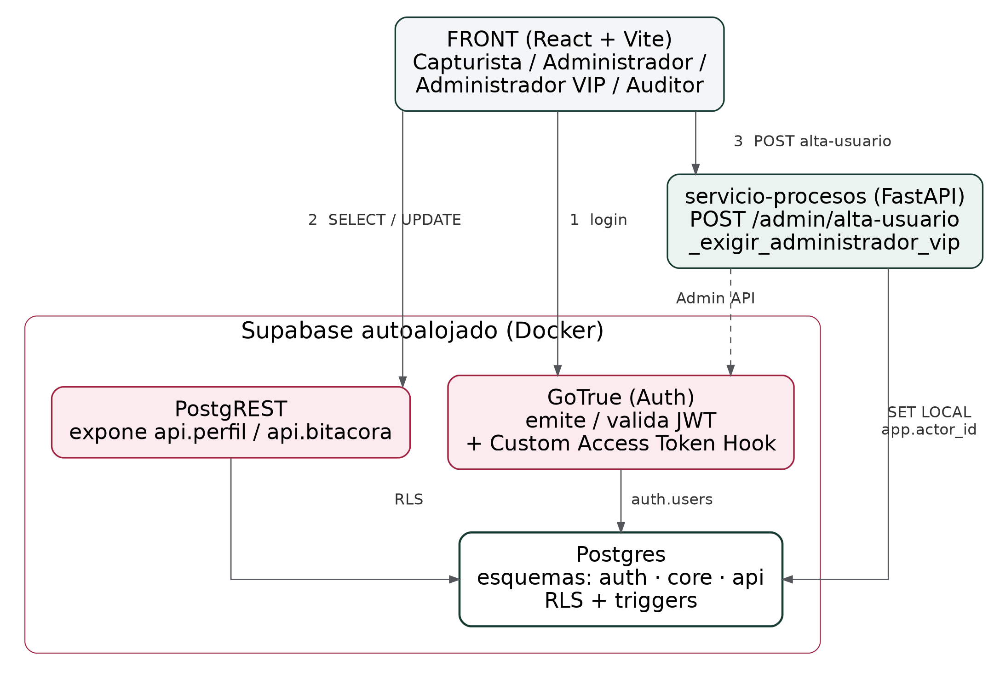 FRONT (React + Vite)
Capturista / Administrador /
Administrador VIP / Auditor
3  POST alta-usuario
servicio-procesos (FastAPI)
POST /admin/alta-usuario
_exigir_administrador_vip
2  SELECT / UPDATE
1  login
Admin API
Supabase autoalojado (Docker)
PostgREST
expone api.perfil / api.bitacora
GoTrue (Auth)
emite / valida JWT
+ Custom Access Token Hook
SET LOCAL
app.actor_id
RLS
auth.users
Postgres
esquemas: auth · core · api
RLS + triggers